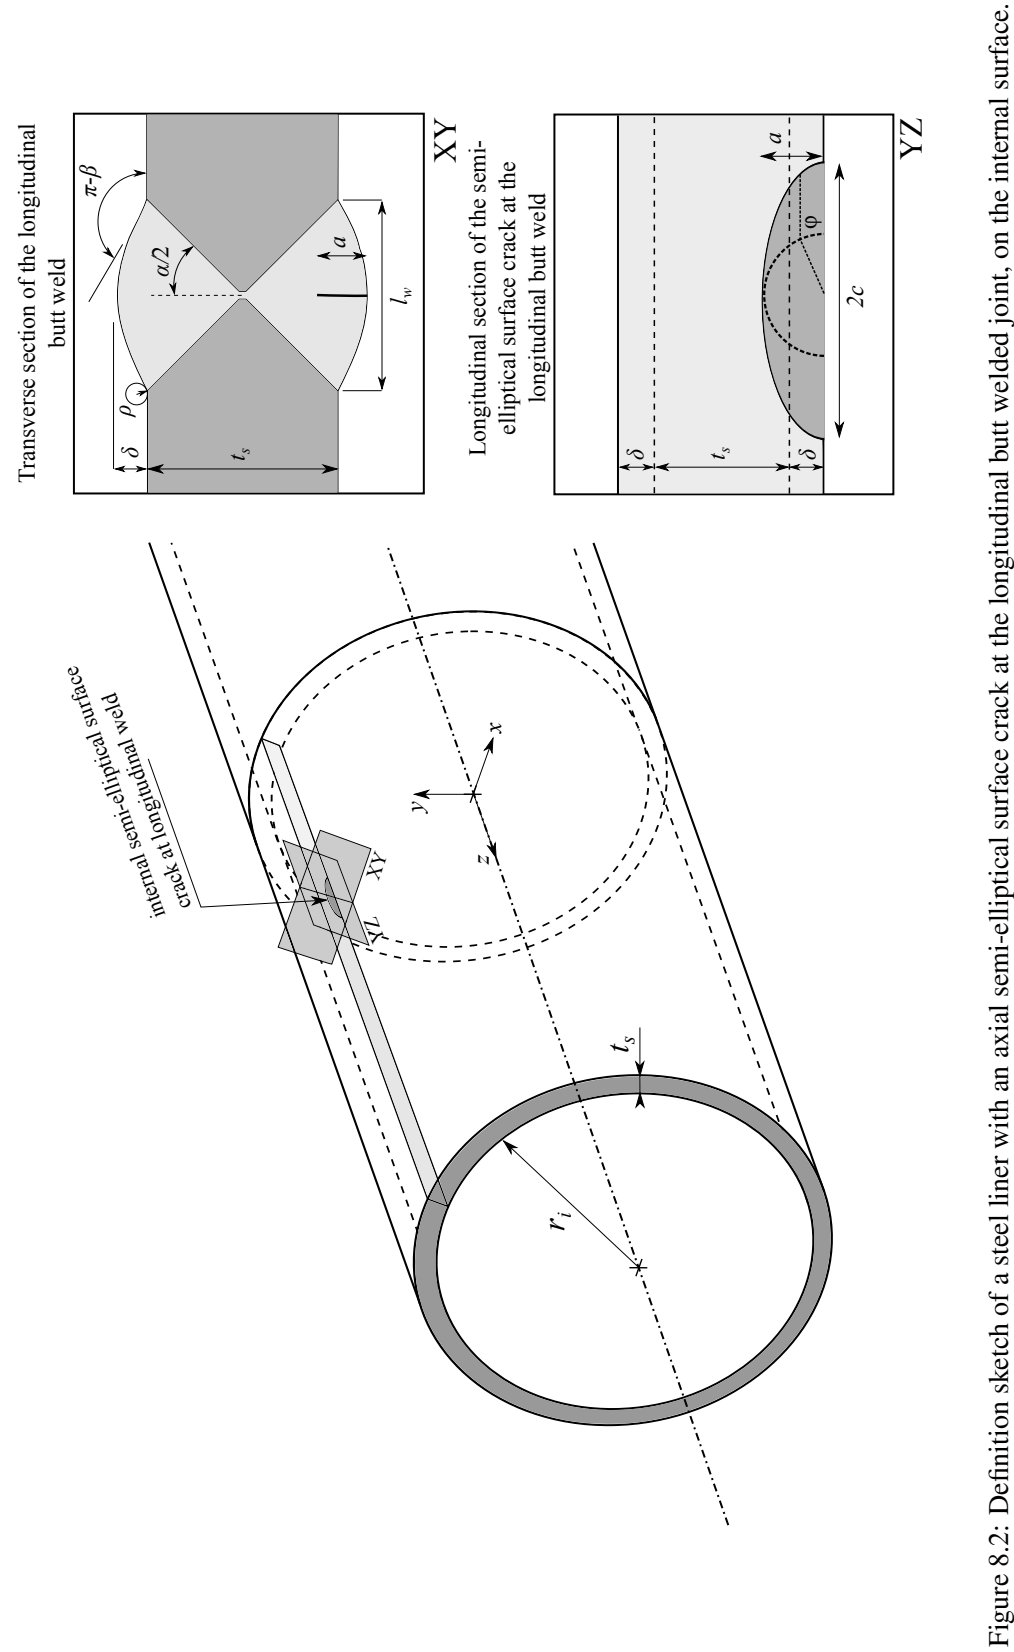 Transverse section of the longitudinal
butt weld
π-β
α/2
ρ
δ
t_s
a
l_w
XY
Longitudinal section of the semi-
elliptical surface crack at the
longitudinal butt weld
δ
t_s
δ
a
φ
2c
YZ
internal semi-elliptical surface
crack at longitudinal weld
XY
YZ
y
x
z
t_s
r_i
Figure 8.2: Definition sketch of a steel liner with an axial semi-elliptical surface crack at the longitudinal butt welded joint, on the internal surface.